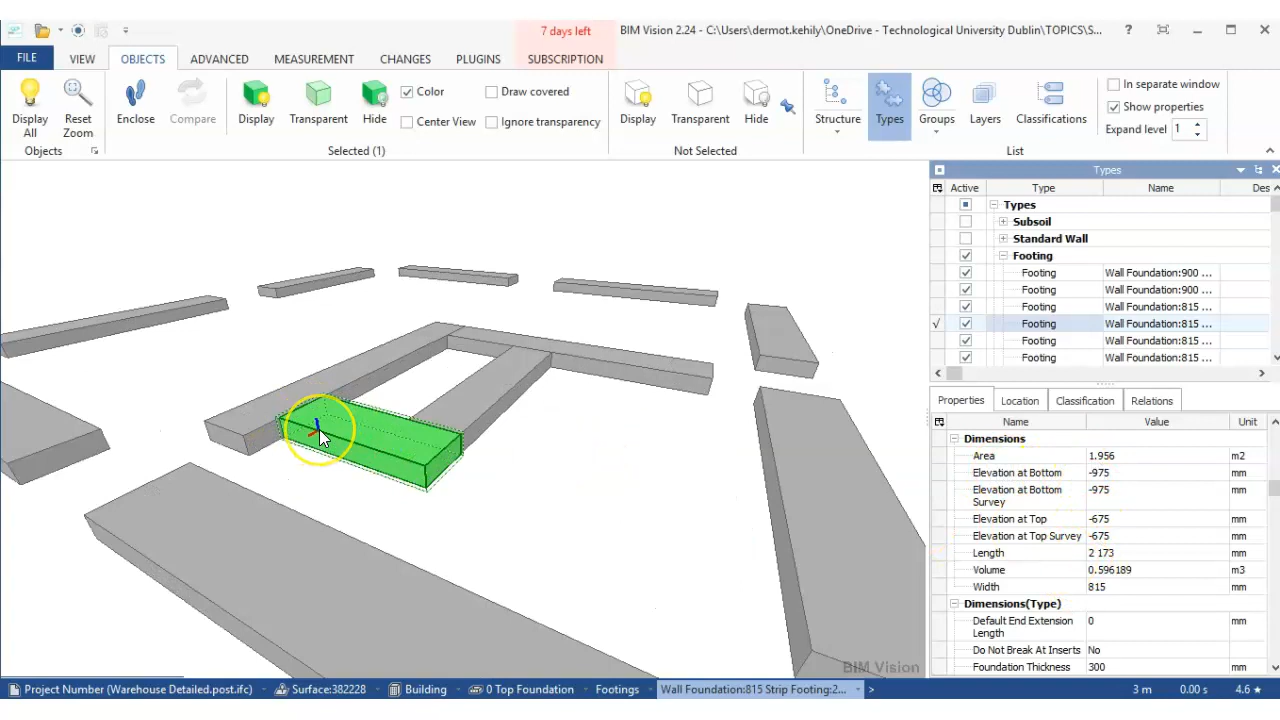 7 days left
BIM Vision 2.24 - C:\Users\dermot.kehily\OneDrive - Technological University Dublin\TOPICS\S...
FILE VIEW OBJECTS ADVANCED MEASUREMENT CHANGES PLUGINS SUBSCRIPTION
Display All
Reset Zoom
Objects
Enclose
Compare
Display
Transparent
Hide
Color
Center View
Draw covered
Ignore transparency
Selected (1)
Display
Transparent
Hide
Not Selected
Structure
Types
Groups
Layers
Classifications
In separate window
Show properties
Expand level 1
List
Types
Active Type Name Des
Types
Subsoil
Standard Wall
Footing
Footing Wall Foundation:900 ...
Footing Wall Foundation:900 ...
Footing Wall Foundation:815 ...
Footing Wall Foundation:815 ...
Footing Wall Foundation:815 ...
Footing Wall Foundation:815 ...
Properties Location Classification Relations
Name Value Unit
Dimensions
Area 1.956 m2
Elevation at Bottom -975 mm
Elevation at Bottom Survey -975 mm
Elevation at Top -675 mm
Elevation at Top Survey -675 mm
Length 2 173 mm
Volume 0.596189 m3
Width 815 mm
Dimensions(Type)
Default End Extension Length 0 mm
Do Not Break At Inserts No
Foundation Thickness 300 mm
BIM Vision
Project Number (Warehouse Detailed.post.ifc) Surface:382228 Building 0 Top Foundation Footings Wall Foundation:815 Strip Footing:2... >
3 m 0.00 s 4.6 ★